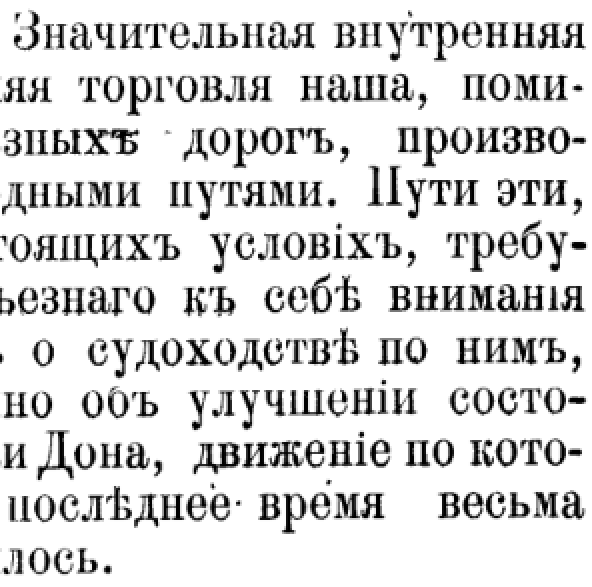 Значительная внутренняя
няя торговля наша, поми-
зныхъ дорогъ, произво-
дными путями. Пути эти,
тоящихъ условіхъ, требу-
ьезнаго къ себѣ вниманія
ъ о судоходствѣ по нимъ,
но объ улучшеніи состо-
и Дона, движеніе по кото-
послѣднее время весьма
лось.